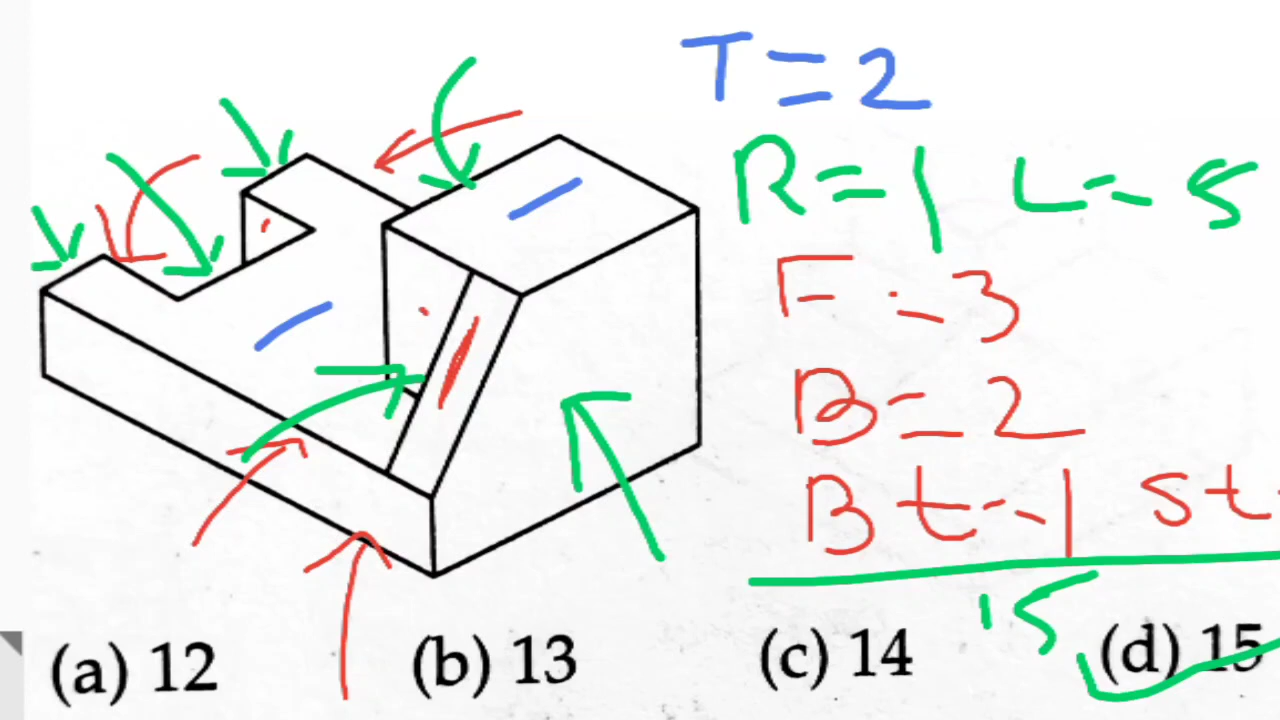 T = 2
R = 1 L = 5
F = 3
B = 2
Bt = 1 st
15
(a) 12 (b) 13 (c) 14 (d) 15